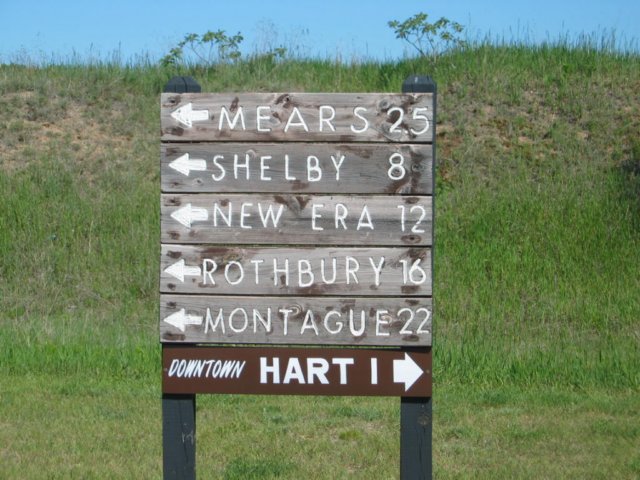 MEARS 25
SHELBY 8
NEW ERA 12
ROTHBURY 16
MONTAGUE 22
DOWNTOWN HART 1